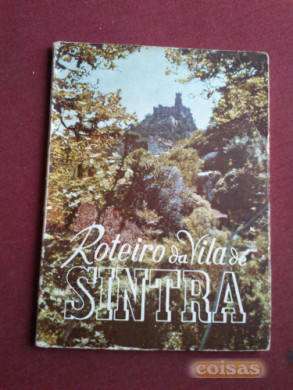 Roteiro da Vila de
SINTRA
coisas